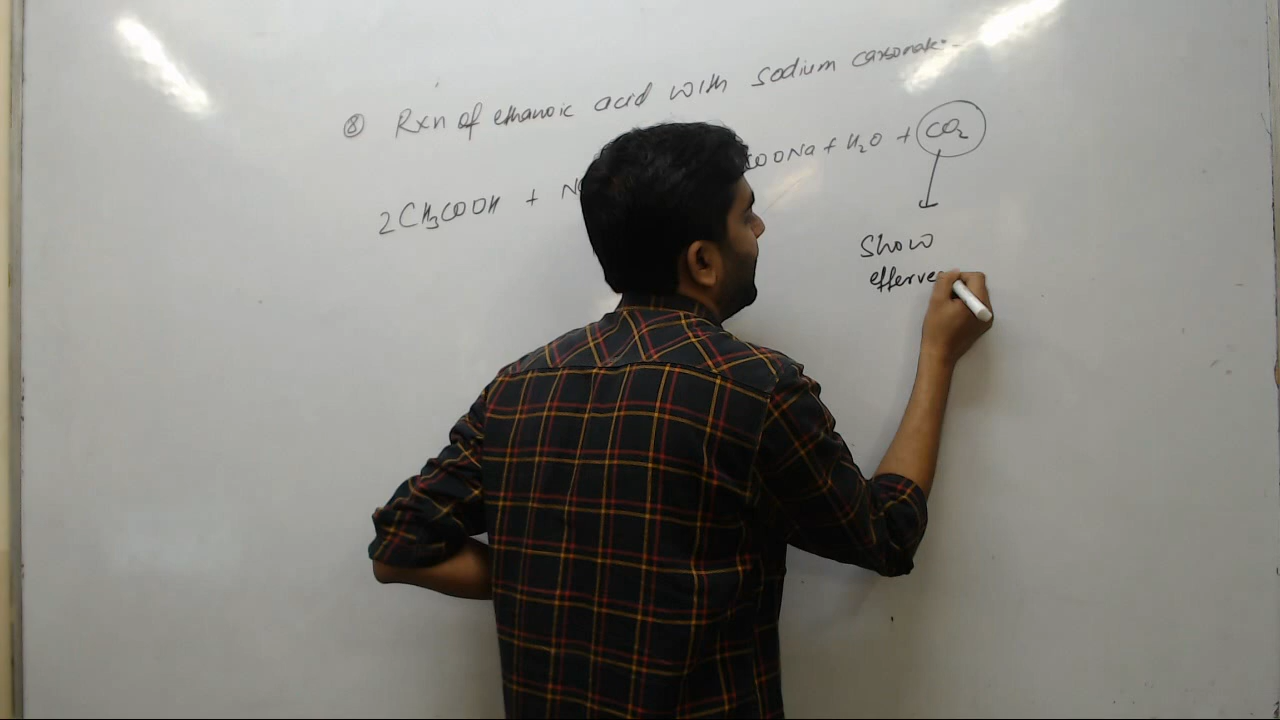 ⑧ Rxn of ethanoic acid with sodium carbonate.
2CH₃COOH + Na COONa + H₂O + CO₂
Show
efferve